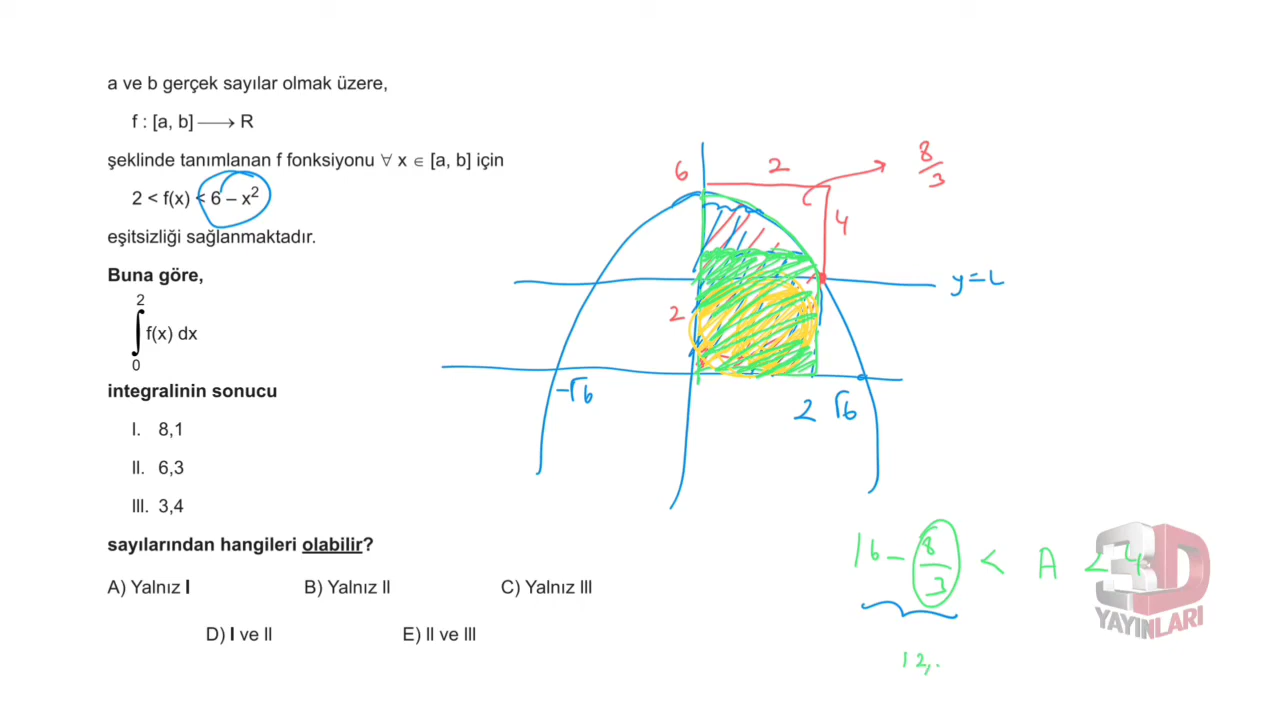 a ve b gerçek sayılar olmak üzere,
f : [a, b] ⟶ R
şeklinde tanımlanan f fonksiyonu ∀ x ∈ [a, b] için
2 < f(x) < 6 – x²
eşitsizliği sağlanmaktadır.
Buna göre,
2
∫ f(x) dx
0
integralinin sonucu
I. 8,1
II. 6,3
III. 3,4
sayılarından hangileri olabilir?
A) Yalnız I B) Yalnız II C) Yalnız III
D) I ve II E) II ve III
6
2
8/3
4
y=L
2
-√6
2 √6
16 - 8/3 < A < 4
12,
3D
YAYINLARI